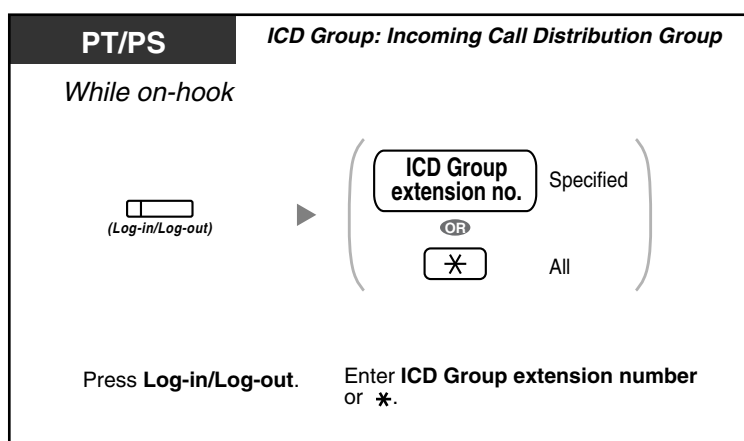 PT/PS
ICD Group: Incoming Call Distribution Group
While on-hook
(Log-in/Log-out)
ICD Group
extension no.
Specified
OR
All
Press Log-in/Log-out.
Enter ICD Group extension number
or *.